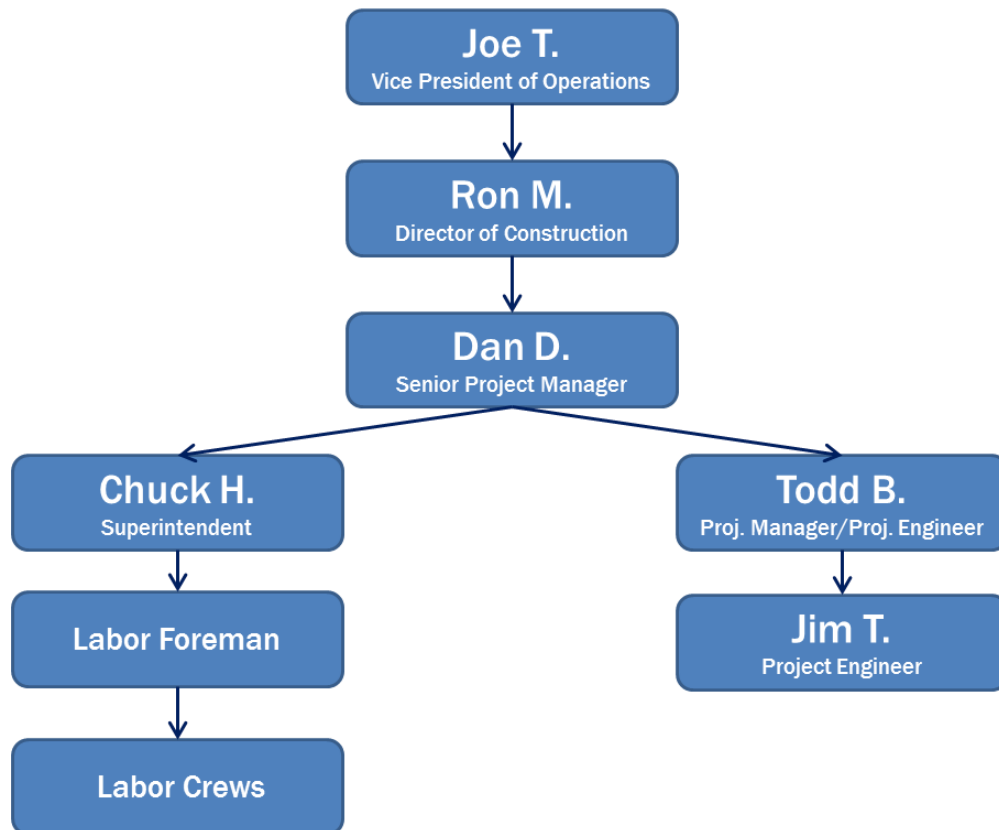 Joe T.
Vice President of Operations
Ron M.
Director of Construction
Dan D.
Senior Project Manager
Chuck H.
Superintendent
Todd B.
Proj. Manager/Proj. Engineer
Labor Foreman
Jim T.
Project Engineer
Labor Crews